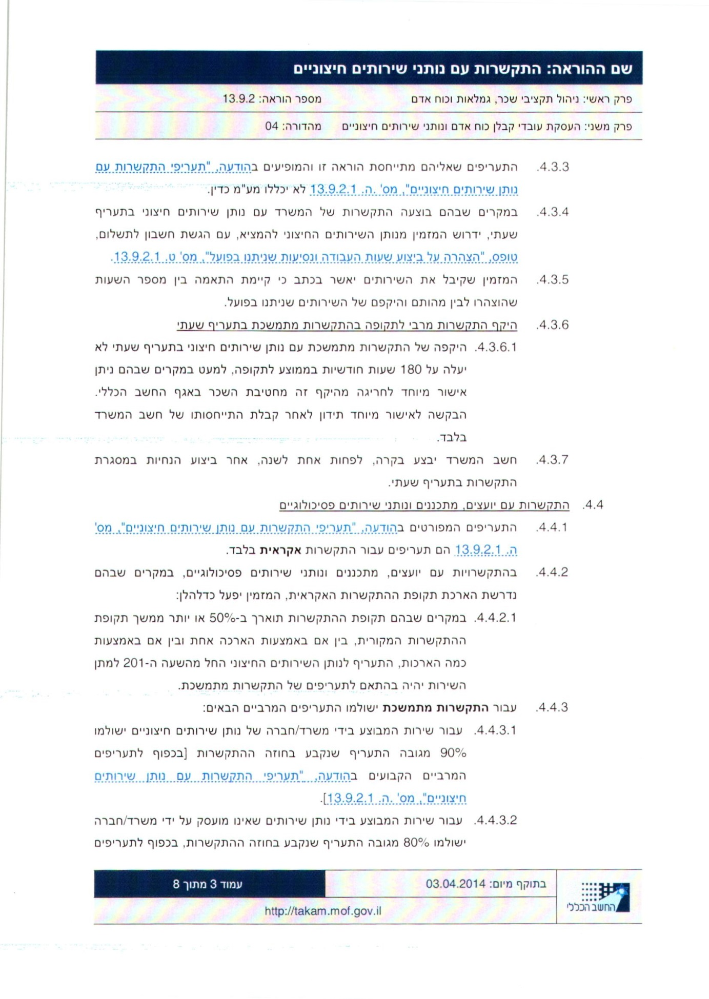 שם ההוראה: התקשרות עם נותני שירותים חיצוניים
פרק ראשי: ניהול תקציבי שכר, גמלאות וכוח אדם מספר הוראה: 13.9.2
פרק משני: העסקת עובדי קבלן כוח אדם ונותני שירותים חיצוניים מהדורה: 04
4.3.3. התעריפים שאליהם מתייחסת הוראה זו והמופיעים בהודעה, "תעריפי התקשרות עם
נותן שירותים חיצוניים", מס' .ה. 13.9.2.1 לא יכללו מע"מ כדין.
4.3.4. במקרים שבהם בוצעה התקשרות של המשרד עם נותן שירותים חיצוני בתעריף
שעתי, ידרוש המזמין מנותן השירותים החיצוני להמציא, עם הגשת חשבון לתשלום,
טופס, "הצהרה על ביצוע שעות העבודה ונסיעות שניתנו בפועל", מס' ט. 13.9.2.1.
4.3.5. המזמין שקיבל את השירותים יאשר בכתב כי קיימת התאמה בין מספר השעות
שהוצהרו לבין מהותם והיקפם של השירותים שניתנו בפועל.
4.3.6. היקף התקשרות מרבי לתקופה בהתקשרות מתמשכת בתעריף שעתי
4.3.6.1. היקפה של התקשרות מתמשכת עם נותן שירותים חיצוני בתעריף שעתי לא
יעלה על 180 שעות חודשיות בממוצע לתקופה, למעט במקרים שבהם ניתן
אישור מיוחד לחריגה מהיקף זה מחטיבת השכר באגף החשב הכללי.
הבקשה לאישור מיוחד תידון לאחר קבלת התייחסותו של חשב המשרד
בלבד.
4.3.7. חשב המשרד יבצע בקרה, לפחות אחת לשנה, אחר ביצוע הנחיות במסגרת
התקשרות בתעריף שעתי.
4.4. התקשרות עם יועצים, מתכננים ונותני שירותים פסיכולוגיים
4.4.1. התעריפים המפורטים בהודעה, "תעריפי התקשרות עם נותן שירותים חיצוניים", מס'
ה. 13.9.2.1 הם תעריפים עבור התקשרות אקראית בלבד.
4.4.2. בהתקשרויות עם יועצים, מתכננים ונותני שירותים פסיכולוגיים, במקרים שבהם
נדרשת הארכת תקופת ההתקשרות האקראית, המזמין יפעל כדלהלן:
4.4.2.1. במקרים שבהם תקופת ההתקשרות תוארך ב-50% או יותר ממשך תקופת
ההתקשרות המקורית, בין אם באמצעות הארכה אחת ובין אם באמצעות
כמה הארכות, התעריף לנותן השירותים החיצוני החל מהשעה ה-201 למתן
השירות יהיה בהתאם לתעריפים של התקשרות מתמשכת.
4.4.3. עבור התקשרות מתמשכת ישולמו התעריפים המרביים הבאים:
4.4.3.1. עבור שירות המבוצע בידי משרד/חברה של נותן שירותים חיצוניים ישולמו
90% מגובה התעריף שנקבע בחוזה ההתקשרות [בכפוף לתעריפים
המרביים הקבועים בהודעה, "תעריפי התקשרות עם נותן שירותים
חיצוניים", מס' .ה. 13.9.2.1].
4.4.3.2. עבור שירות המבוצע בידי נותן שירותים שאינו מועסק על ידי משרד/חברה
ישולמו 80% מגובה התעריף שנקבע בחוזה ההתקשרות, בכפוף לתעריפים
בתוקף מיום: 03.04.2014 עמוד 3 מתוך 8
החשב הכללי
http://takam.mof.gov.il